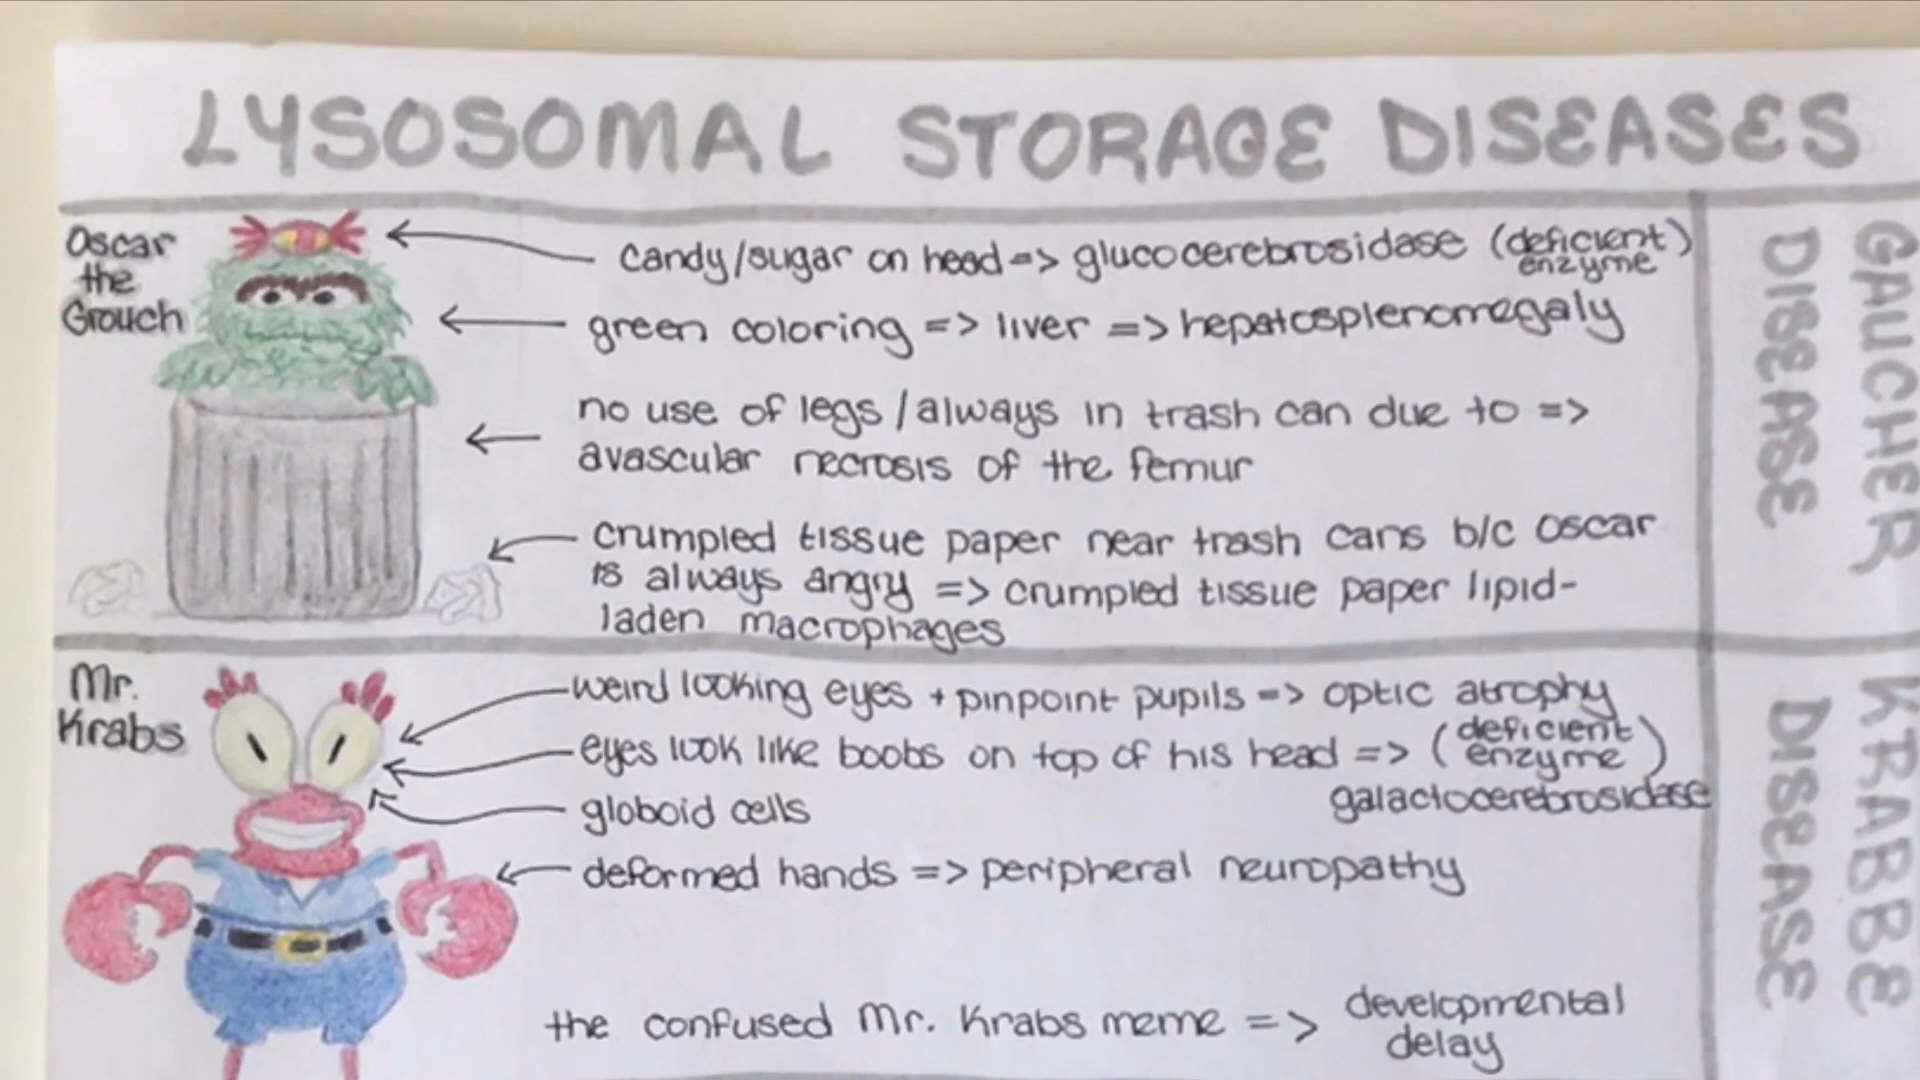 LYSOSOMAL STORAGE DISEASES
Oscar
the
Grouch
candy/sugar on head => glucocerebrosidase (deficient
enzyme)
green coloring => liver => hepatosplenomegaly
no use of legs / always in trash can due to =>
avascular necrosis of the femur
crumpled tissue paper near trash cans b/c oscar
is always angry => crumpled tissue paper lipid-
laden macrophages
GAUCHER
DISEASE
Mr.
Krabs
weird looking eyes + pinpoint pupils => optic atrophy
eyes look like boobs on top of his head => (deficient
enzyme)
galactocerebrosidase
globoid cells
deformed hands => peripheral neuropathy
the confused Mr. Krabs meme => developmental
delay
KRABBE
DISEASE